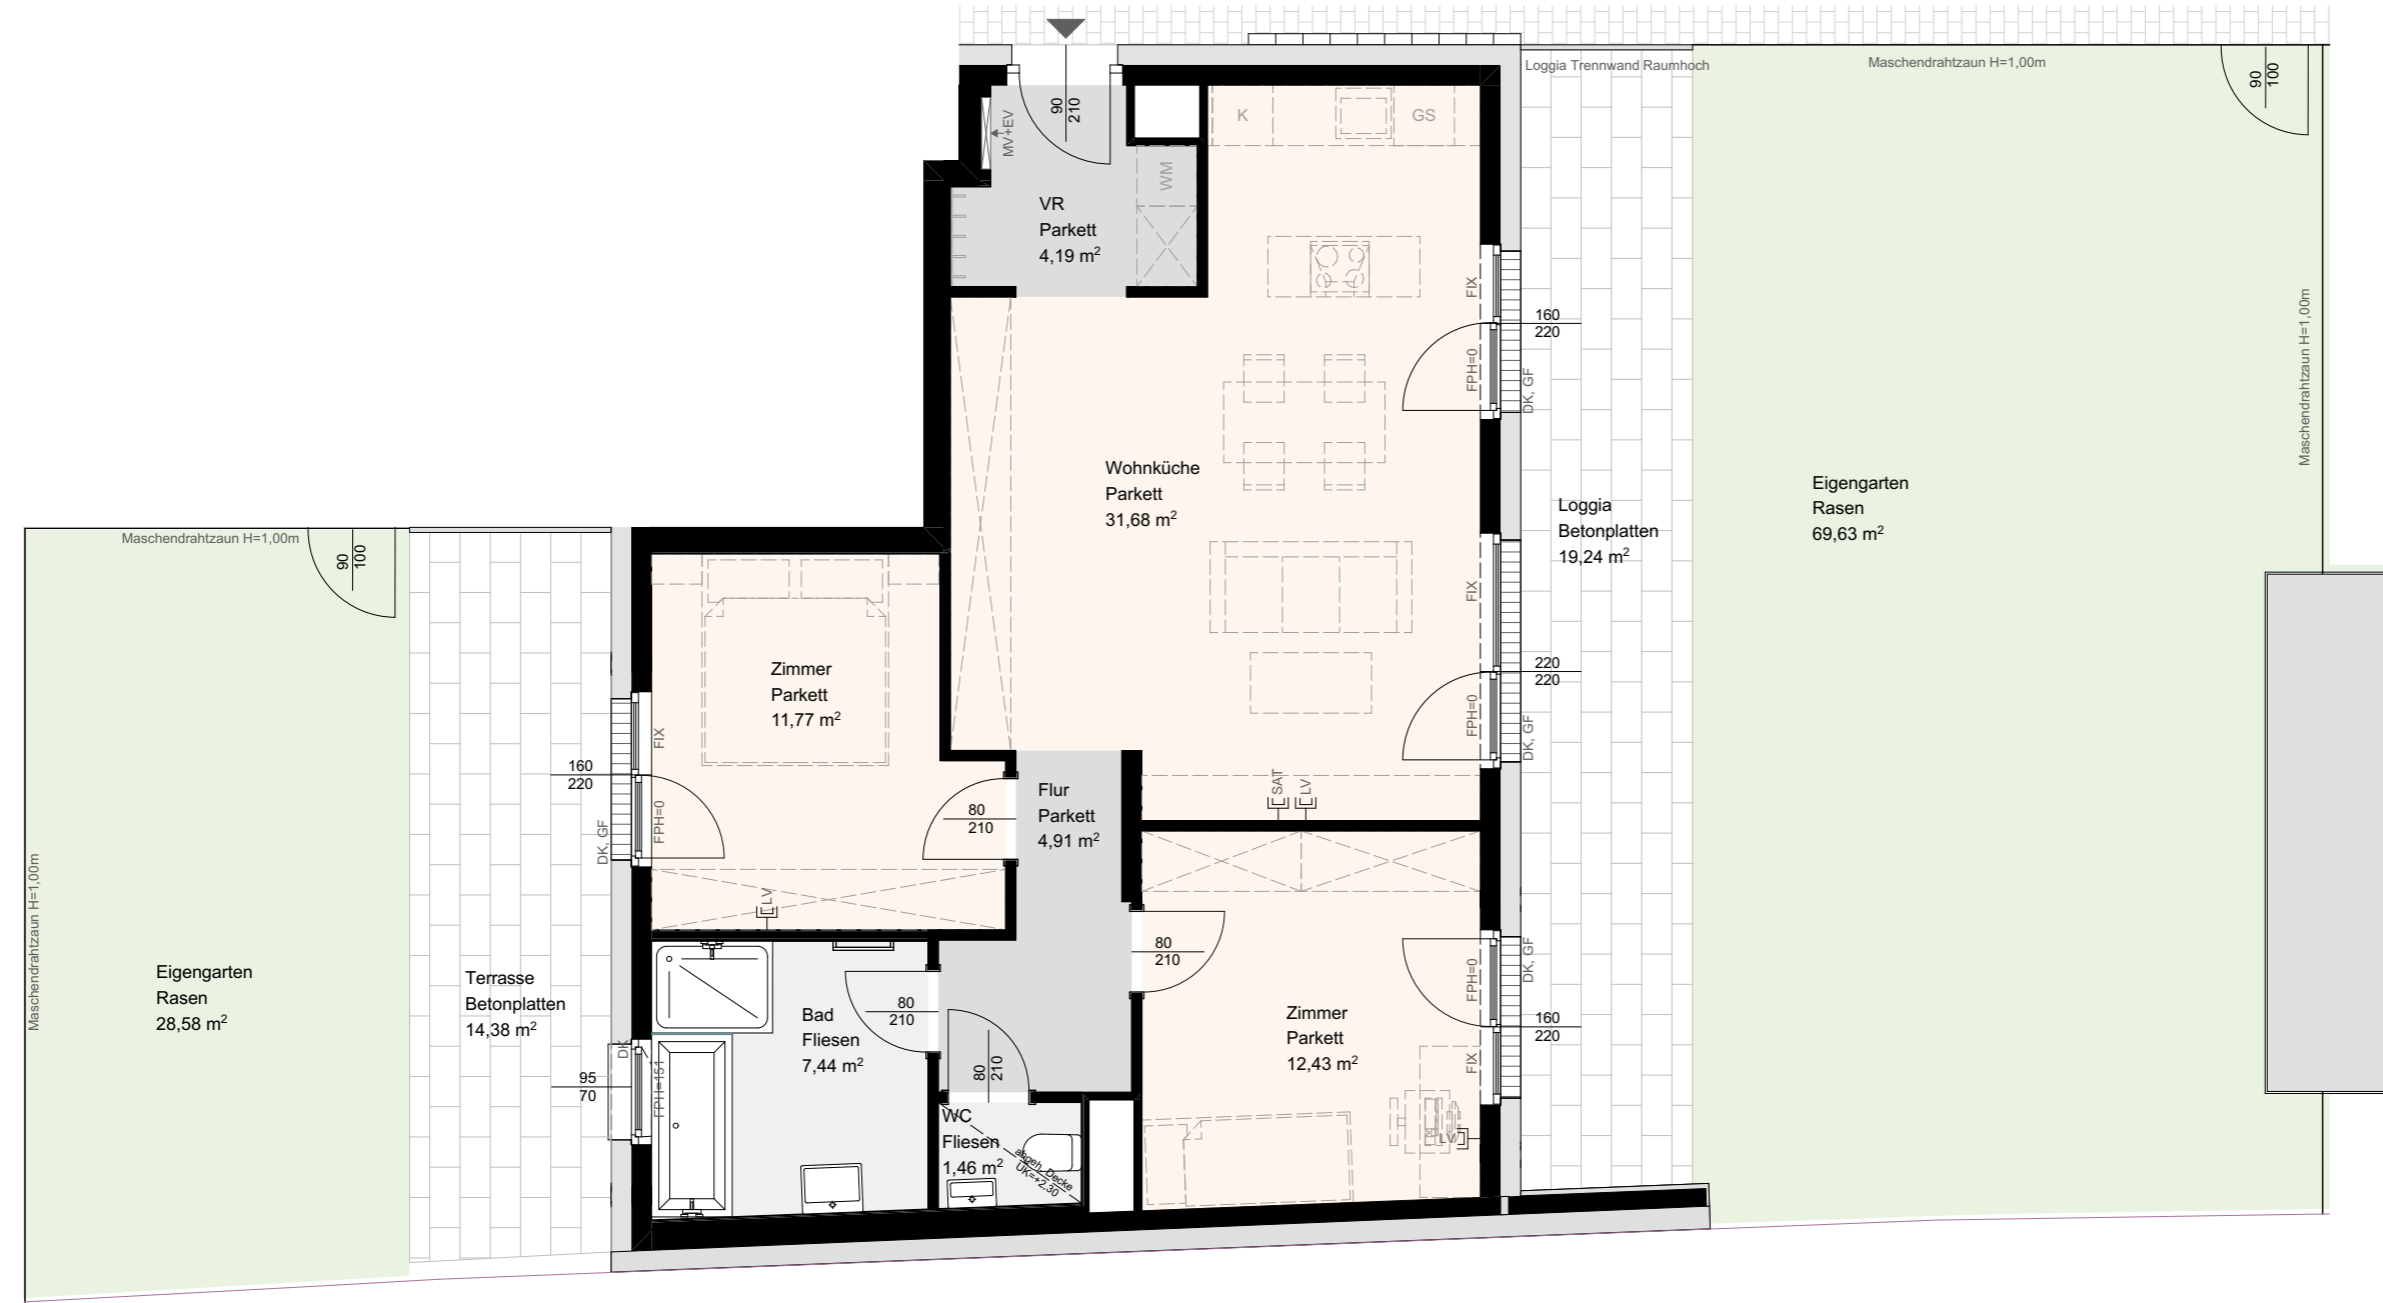 Loggia Trennwand Raumhoch
Maschendrahtzaun H=1,00m
90
100
90
210
MV+EV
K
GS
WM
VR
Parkett
4,19 m²
FIX
160
220
FPH=0
DK, GF
Maschendrahtzaun H=1,00m
Wohnküche
Parkett
31,68 m²
Loggia
Betonplatten
19,24 m²
Eigengarten
Rasen
69,63 m²
Maschendrahtzaun H=1,00m
90
100
FIX
220
220
FPH=0
DK, GF
Zimmer
Parkett
11,77 m²
FIX
160
220
FPH=0
DK, GF
80
210
Flur
Parkett
4,91 m²
SAT
LV
LV
Maschendrahtzaun H=1,00m
Eigengarten
Rasen
28,58 m²
Terrasse
Betonplatten
14,38 m²
80
210
DK, GF
FPH=0
160
220
FIX
Bad
Fliesen
7,44 m²
80
210
80
210
Zimmer
Parkett
12,43 m²
DK
95
70
FPH=151
WC
Fliesen
1,46 m²
abgeh. Decke
UK=+2,30
LV